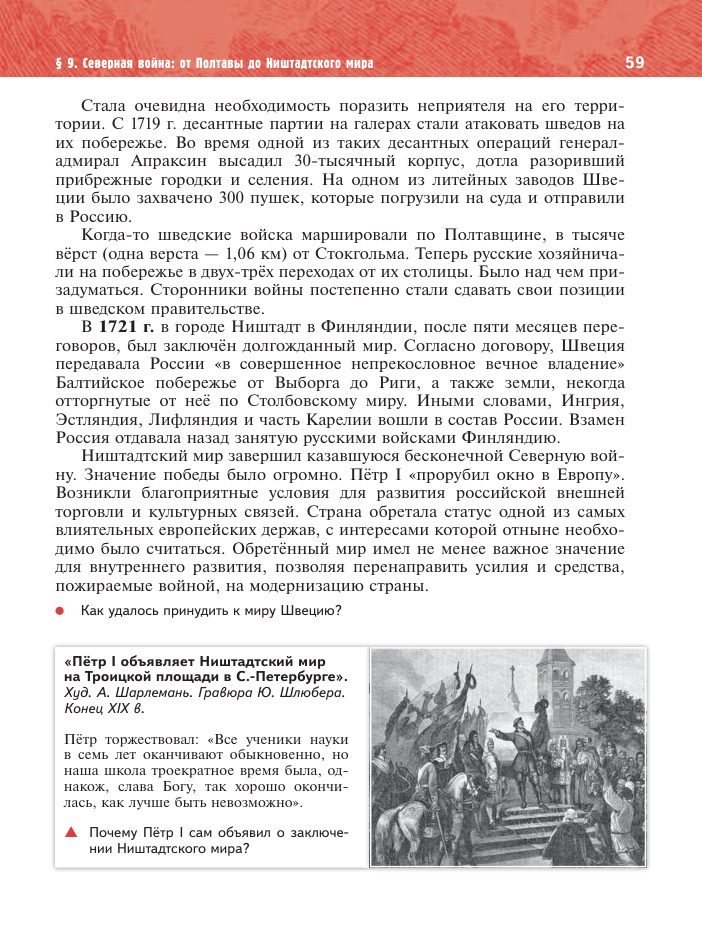 § 9. Северная война: от Полтавы до Ништадтского мира
59
Стала очевидна необходимость поразить неприятеля на его терри-
тории. С 1719 г. десантные партии на галерах стали атаковать шведов на
их побережье. Во время одной из таких десантных операций генерал-
адмирал Апраксин высадил 30-тысячный корпус, дотла разоривший
прибрежные городки и селения. На одном из литейных заводов Шве-
ции было захвачено 300 пушек, которые погрузили на суда и отправили
в Россию.
Когда-то шведские войска маршировали по Полтавщине, в тысяче
вёрст (одна верста — 1,06 км) от Стокгольма. Теперь русские хозяйнича-
ли на побережье в двух-трёх переходах от их столицы. Было над чем при-
задуматься. Сторонники войны постепенно стали сдавать свои позиции
в шведском правительстве.
В 1721 г. в городе Ништадт в Финляндии, после пяти месяцев пере-
говоров, был заключён долгожданный мир. Согласно договору, Швеция
передавала России «в совершенное непрекословное вечное владение»
Балтийское побережье от Выборга до Риги, а также земли, некогда
отторгнутые от неё по Столбовскому миру. Иными словами, Ингрия,
Эстляндия, Лифляндия и часть Карелии вошли в состав России. Взамен
Россия отдавала назад занятую русскими войсками Финляндию.
Ништадтский мир завершил казавшуюся бесконечной Северную вой-
ну. Значение победы было огромно. Пётр I «прорубил окно в Европу».
Возникли благоприятные условия для развития российской внешней
торговли и культурных связей. Страна обретала статус одной из самых
влиятельных европейских держав, с интересами которой отныне необхо-
димо было считаться. Обретённый мир имел не менее важное значение
для внутреннего развития, позволяя перенаправить усилия и средства,
пожираемые войной, на модернизацию страны.
Как удалось принудить к миру Швецию?
«Пётр I объявляет Ништадтский мир
на Троицкой площади в С.-Петербурге».
Худ. А. Шарлемань. Гравюра Ю. Шлюбера.
Конец XIX в.
Пётр торжествовал: «Все ученики науки
в семь лет оканчивают обыкновенно, но
наша школа троекратное время была, од-
накож, слава Богу, так хорошо окончи-
лась, как лучше быть невозможно».
Почему Пётр I сам объявил о заключе-
нии Ништадтского мира?